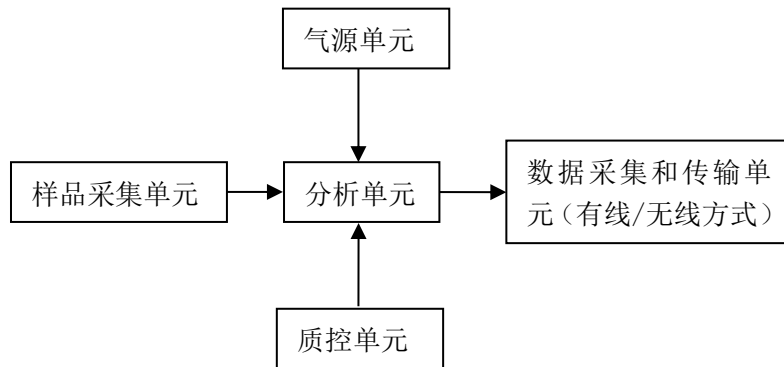 气源单元
样品采集单元
分析单元
数据采集和传输单
元（有线/无线方式）
质控单元